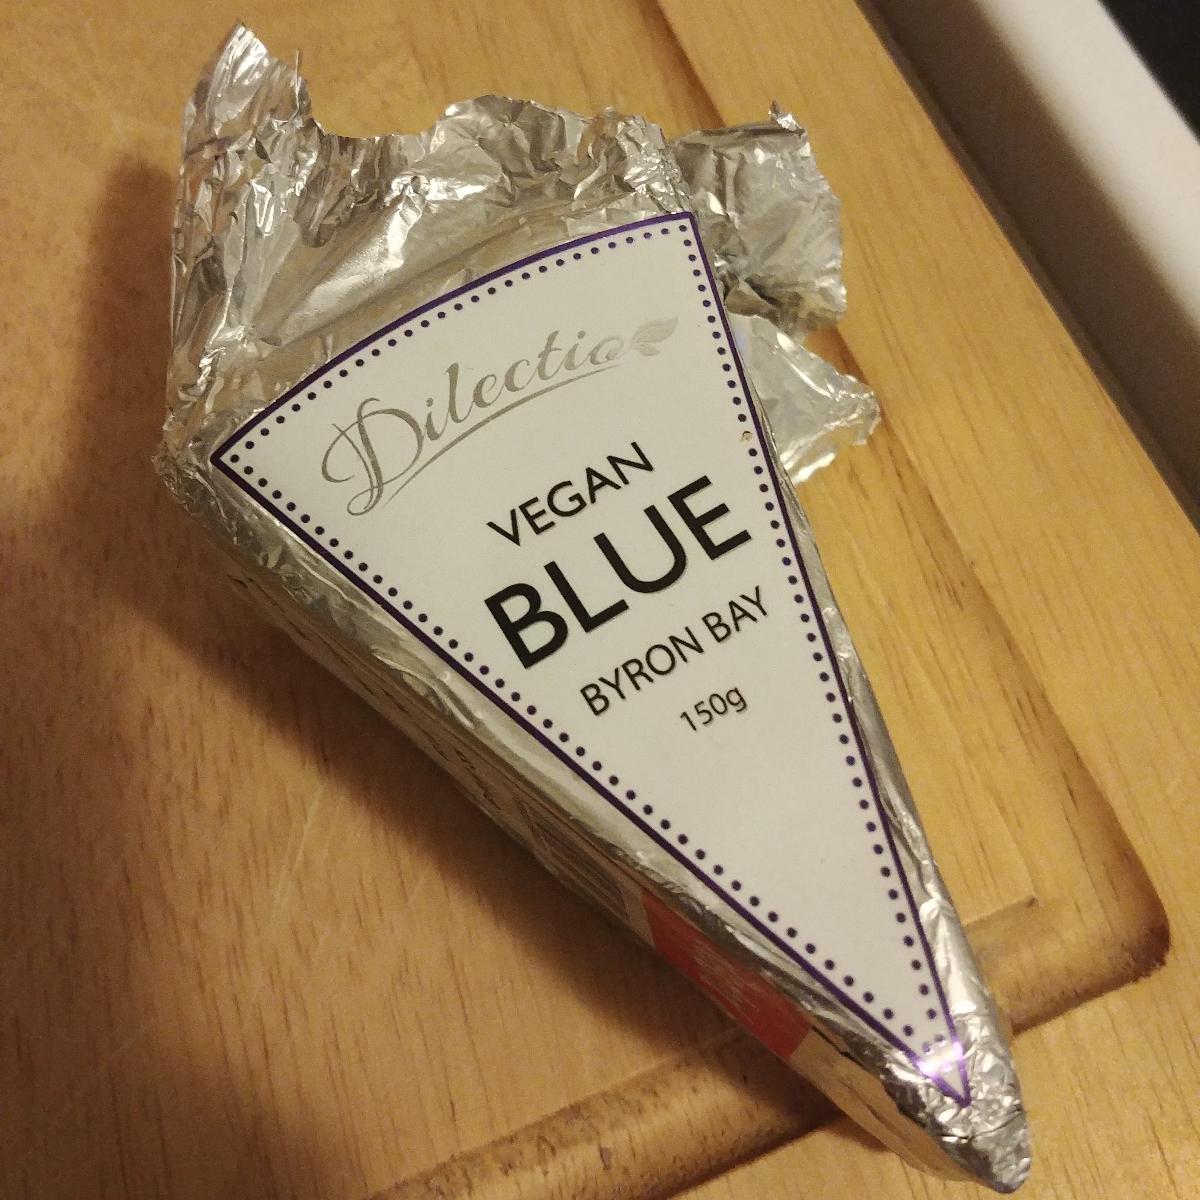 Dilectio
VEGAN
BLUE
BYRON BAY
150g